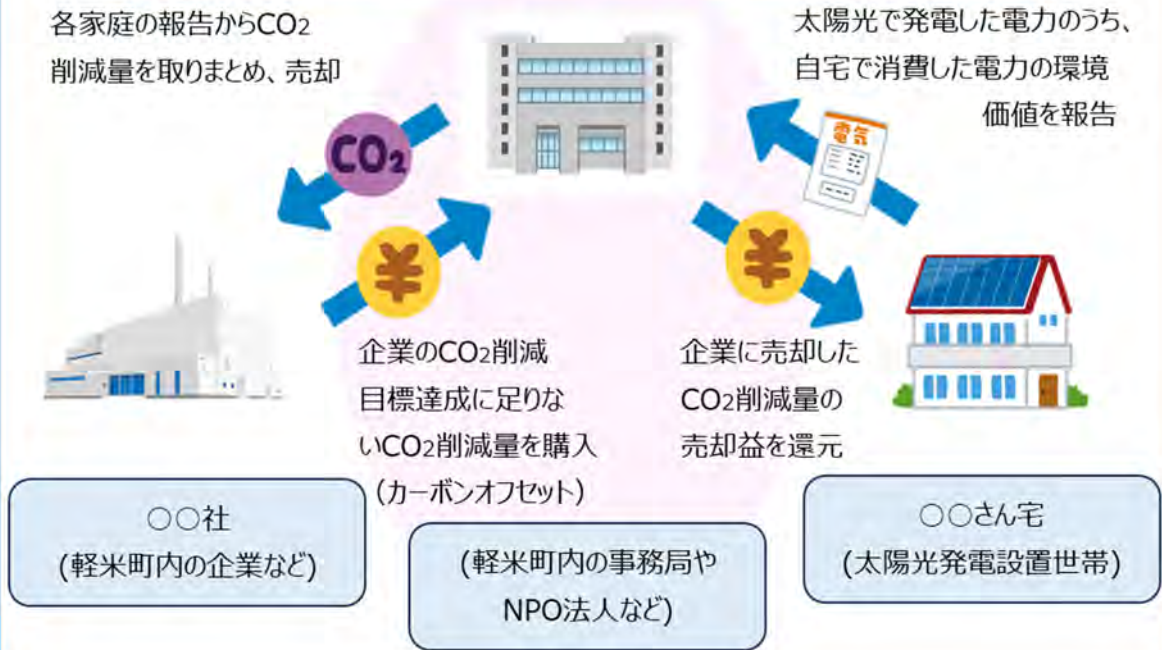 各家庭の報告からCO₂
削減量を取りまとめ、売却
太陽光で発電した電力のうち、
自宅で消費した電力の環境
価値を報告
電気
CO₂
¥
¥
企業のCO₂削減
目標達成に足りな
いCO₂削減量を購入
（カーボンオフセット）
企業に売却した
CO₂削減量の
売却益を還元
○○社
(軽米町内の企業など)
(軽米町内の事務局や
NPO法人など)
○○さん宅
(太陽光発電設置世帯)